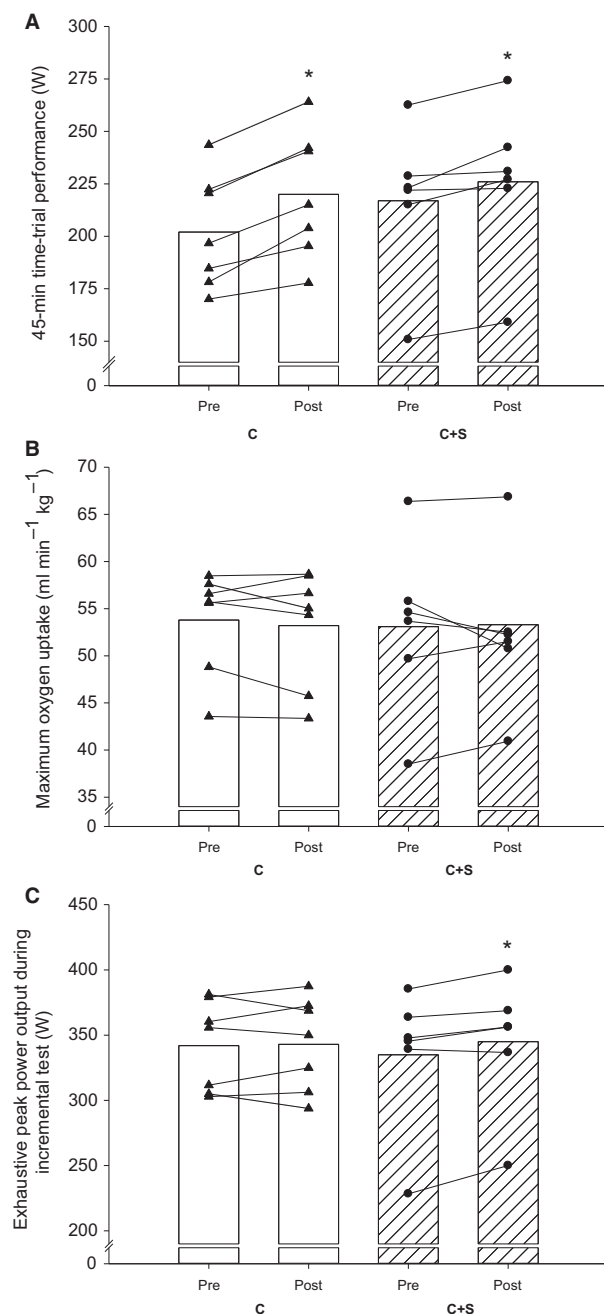 A
45-min time-trial performance (W)
300
275
250
225
200
175
150
0
*
*
Pre
Post
Pre
Post
C
C+S
B
Maximum oxygen uptake (ml min⁻¹ kg⁻¹)
70
65
60
55
50
45
40
35
0
Pre
Post
Pre
Post
C
C+S
C
Exhaustive peak power output during
incremental test (W)
450
400
350
300
250
200
0
*
Pre
Post
Pre
Post
C
C+S